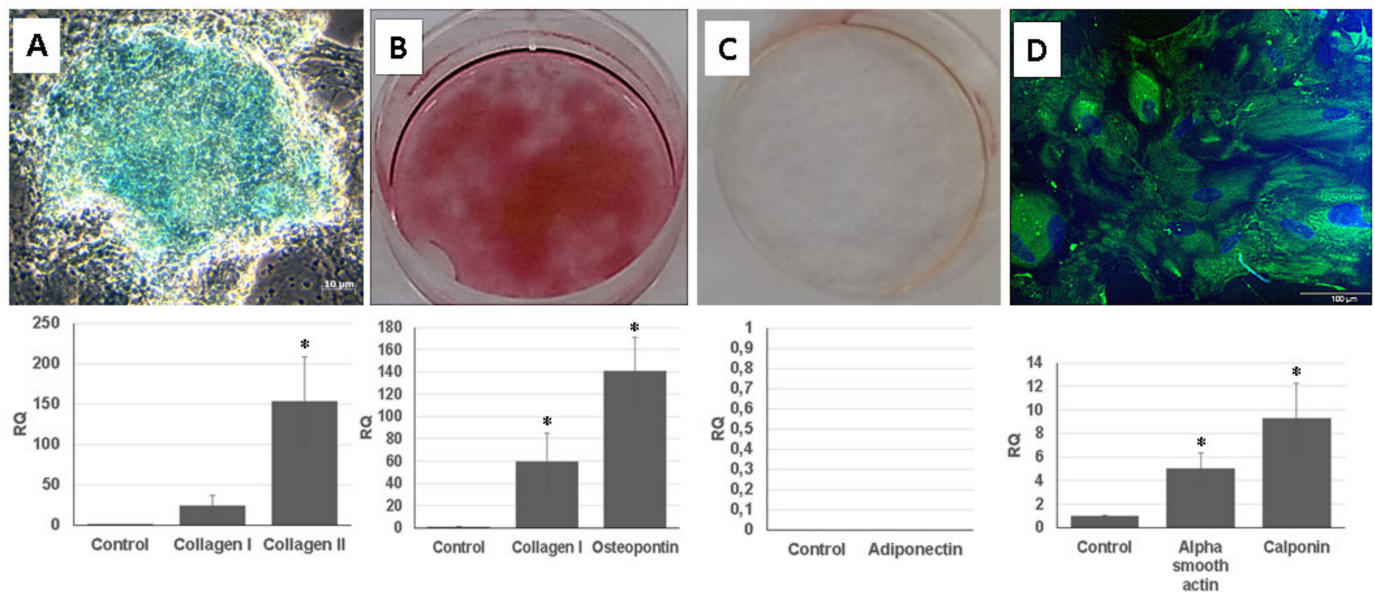 A
B
C
D
10 µm
100 µm
250
200
150
100
50
0
RQ
*
Control
Collagen I
Collagen II
180
160
140
120
100
80
60
40
20
0
RQ
*
*
Control
Collagen I
Osteopontin
1
0,9
0,8
0,7
0,6
0,5
0,4
0,3
0,2
0,1
0
RQ
Control
Adiponectin
14
12
10
8
6
4
2
0
RQ
*
*
Control
Alpha
smooth
actin
Calponin